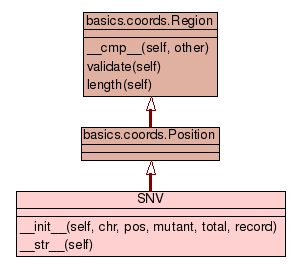 basics.coords.Region
__cmp__(self, other)
validate(self)
length(self)
basics.coords.Position
SNV
__init__(self, chr, pos, mutant, total, record)
__str__(self)